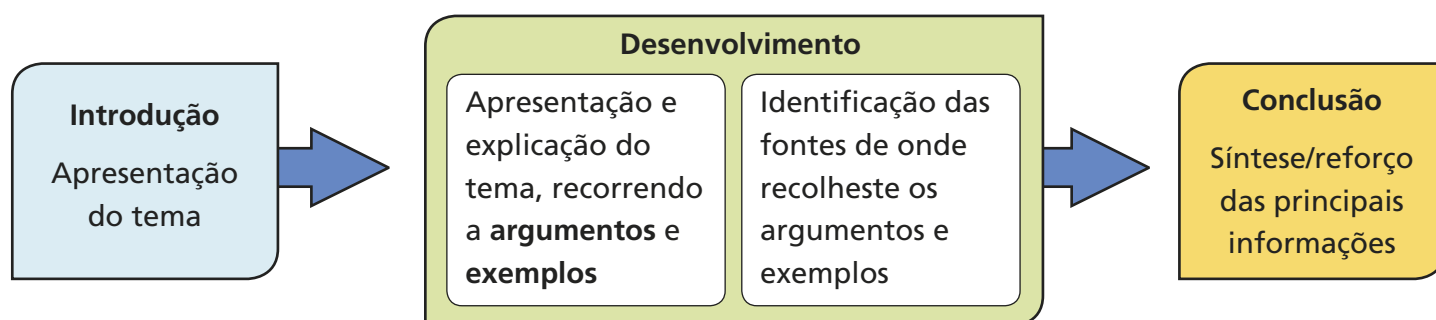 Introdução
Apresentação
do tema
Desenvolvimento
Apresentação e
explicação do
tema, recorrendo
a argumentos e
exemplos
Identificação das
fontes de onde
recolheste os
argumentos e
exemplos
Conclusão
Síntese/reforço
das principais
informações